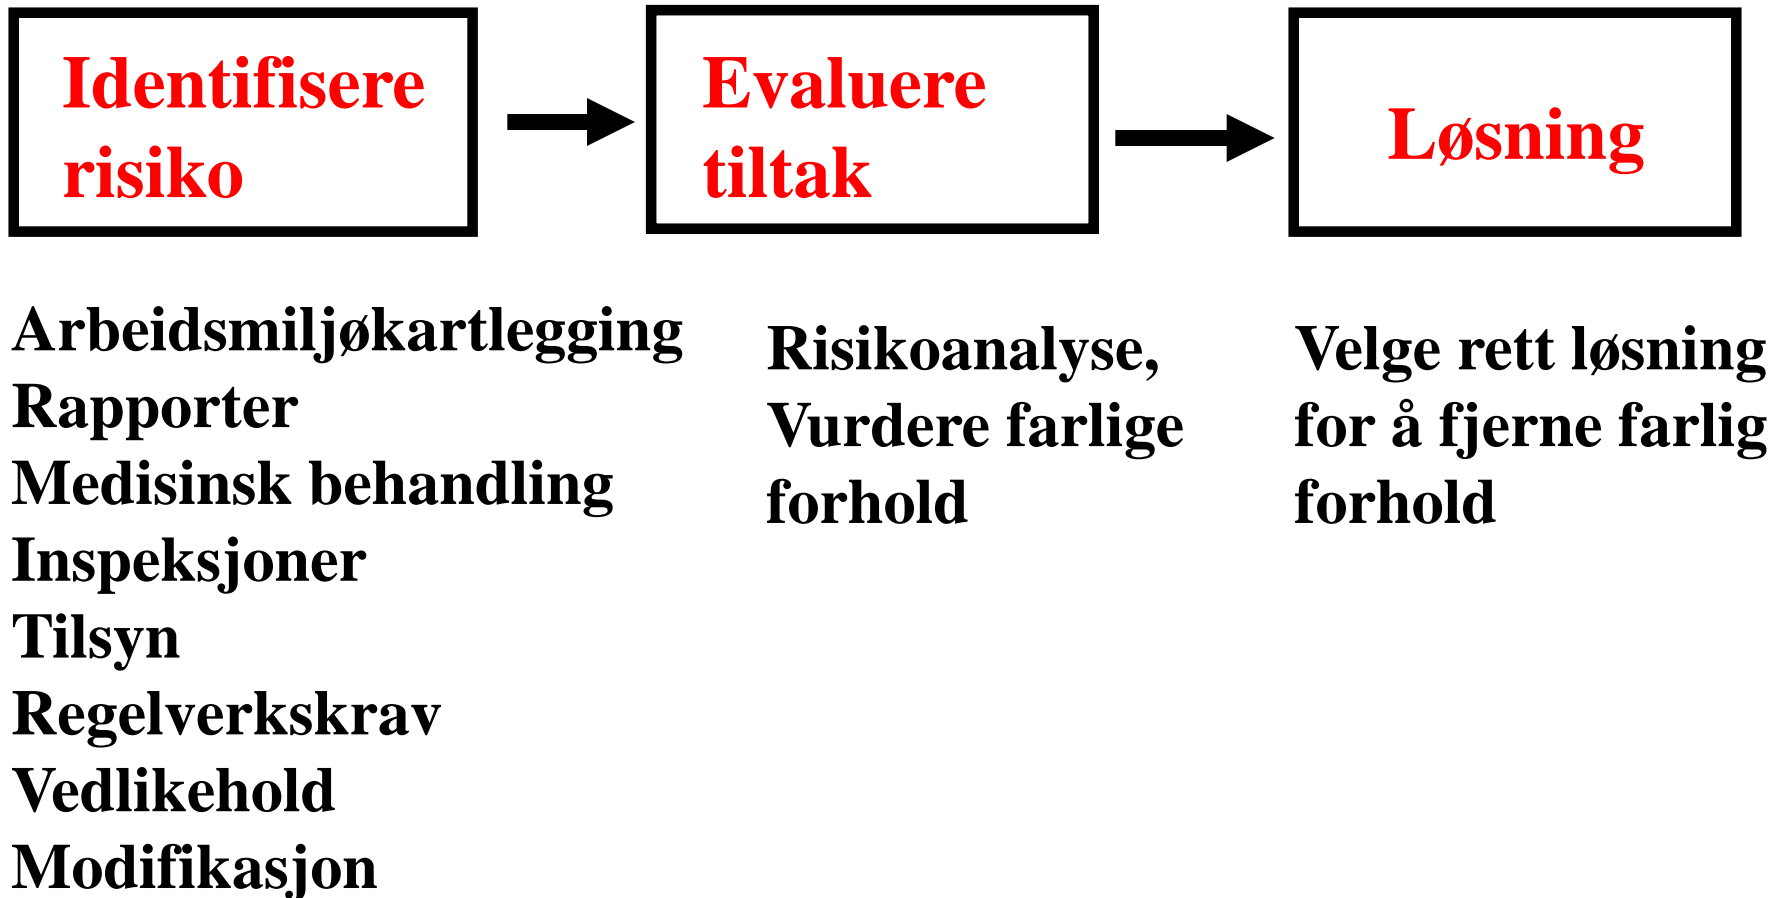 Identifisere
risiko
Evaluere
tiltak
Løsning
Arbeidsmiljøkartlegging
Rapporter
Medisinsk behandling
Inspeksjoner
Tilsyn
Regelverkskrav
Vedlikehold
Modifikasjon
Risikoanalyse,
Vurdere farlige
forhold
Velge rett løsning
for å fjerne farlig
forhold